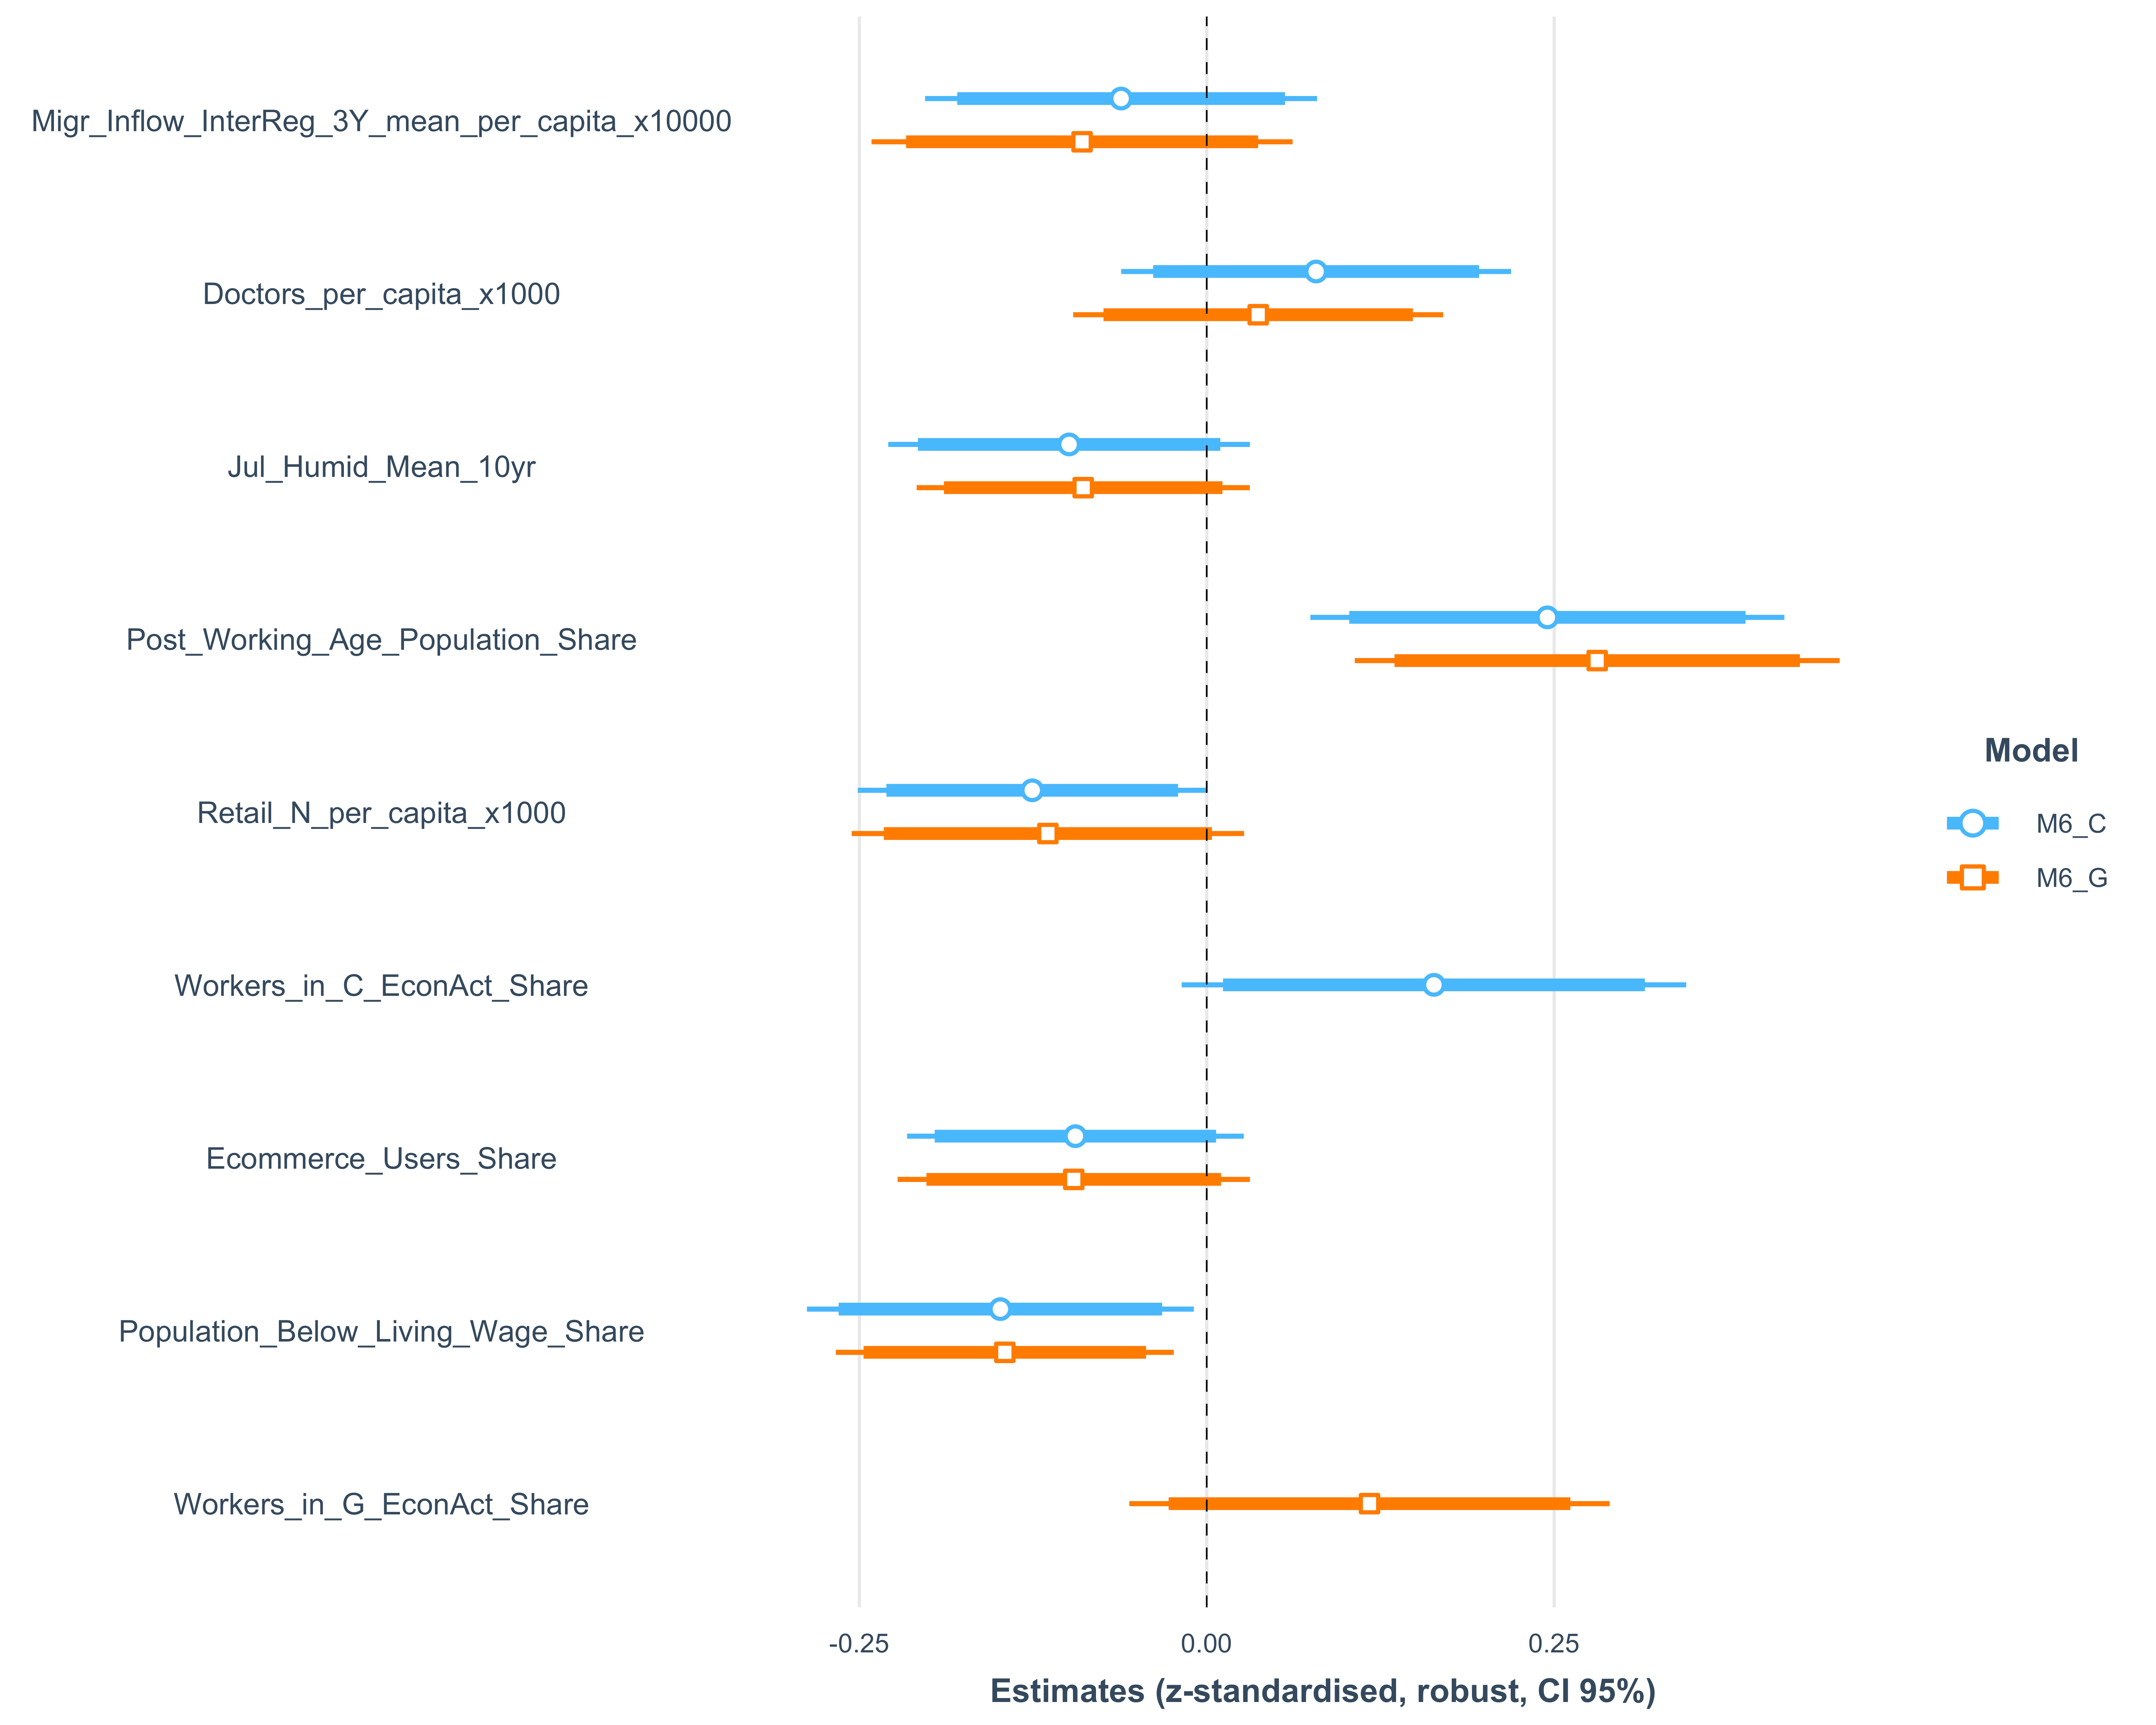 Migr_Inflow_InterReg_3Y_mean_per_capita_x10000
Doctors_per_capita_x1000
Jul_Humid_Mean_10yr
Post_Working_Age_Population_Share
Retail_N_per_capita_x1000
Workers_in_C_EconAct_Share
Ecommerce_Users_Share
Population_Below_Living_Wage_Share
Workers_in_G_EconAct_Share
-0.25 0.00 0.25
Estimates (z-standardised, robust, CI 95%)
Model
M6_C
M6_G